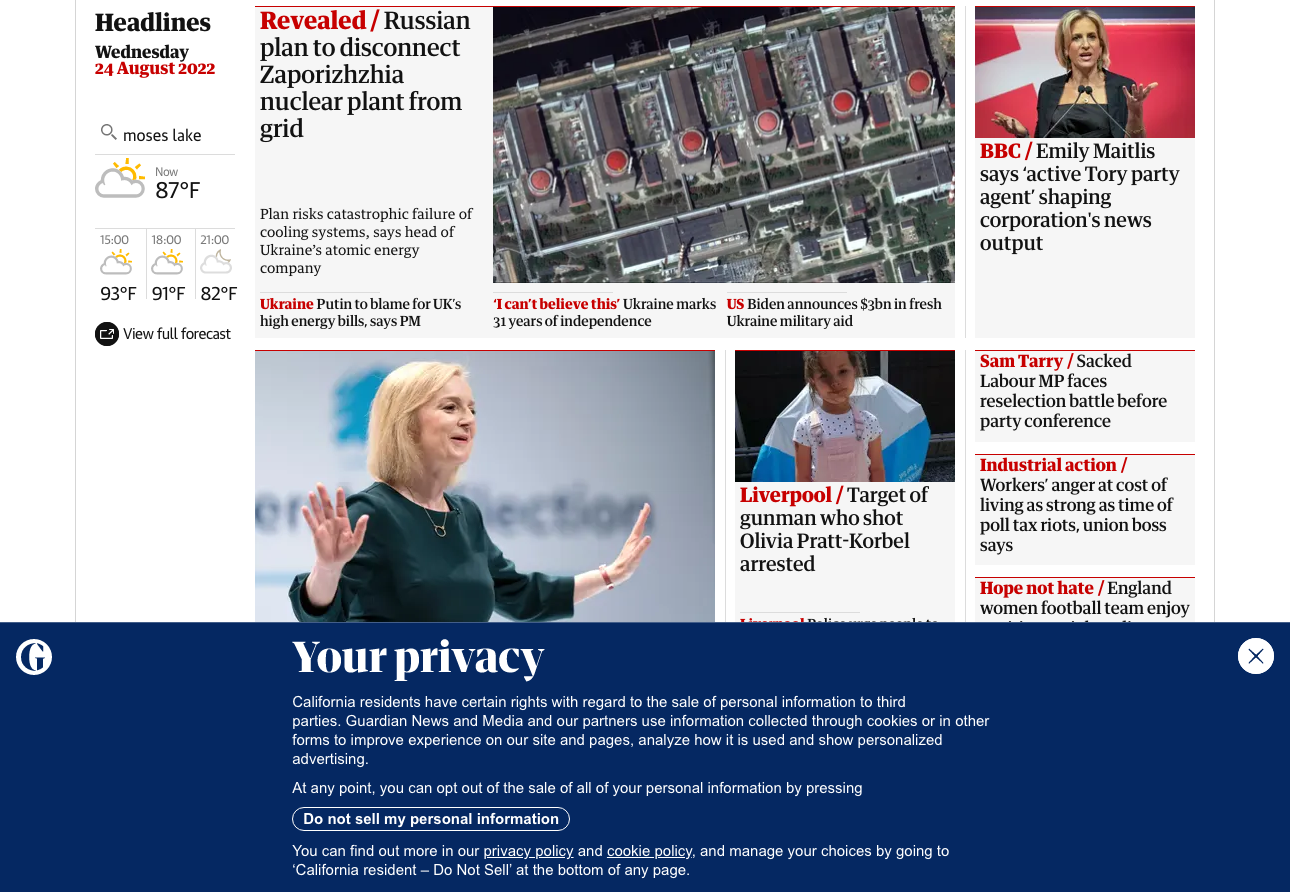 Headlines
Wednesday
24 August 2022
moses lake
Now
87°F
15:00
18:00
21:00
93°F
91°F
82°F
View full forecast
Revealed / Russian
plan to disconnect
Zaporizhzhia
nuclear plant from
grid
Plan risks catastrophic failure of
cooling systems, says head of
Ukraine’s atomic energy
company
MAXA
Ukraine Putin to blame for UK’s
high energy bills, says PM
‘I can’t believe this’ Ukraine marks
31 years of independence
US Biden announces $3bn in fresh
Ukraine military aid
BBC / Emily Maitlis
says ‘active Tory party
agent’ shaping
corporation's news
output
Liverpool / Target of
gunman who shot
Olivia Pratt-Korbel
arrested
Sam Tarry / Sacked
Labour MP faces
reselection battle before
party conference
Industrial action /
Workers’ anger at cost of
living as strong as time of
poll tax riots, union boss
says
Hope not hate / England
women football team enjoy
Your privacy
California residents have certain rights with regard to the sale of personal information to third
parties. Guardian News and Media and our partners use information collected through cookies or in other
forms to improve experience on our site and pages, analyze how it is used and show personalized
advertising.
At any point, you can opt out of the sale of all of your personal information by pressing
Do not sell my personal information
You can find out more in our privacy policy and cookie policy, and manage your choices by going to
‘California resident – Do Not Sell’ at the bottom of any page.